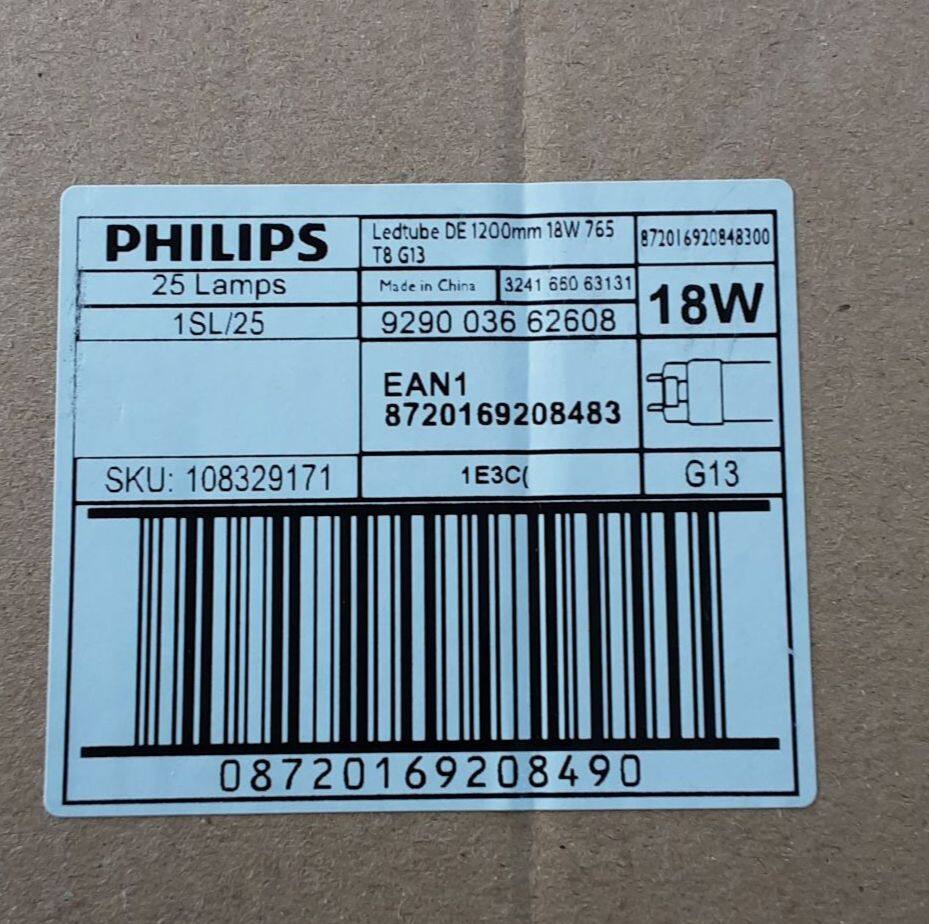 PHILIPS
Ledtube DE 1200mm 18W 765
T8 G13
872016920848300
25 Lamps
Made in China
3241 660 63131
18W
1SL/25
9290 036 62608
EAN1
8720169208483
SKU: 108329171
1E3C(
G13
08720169208490